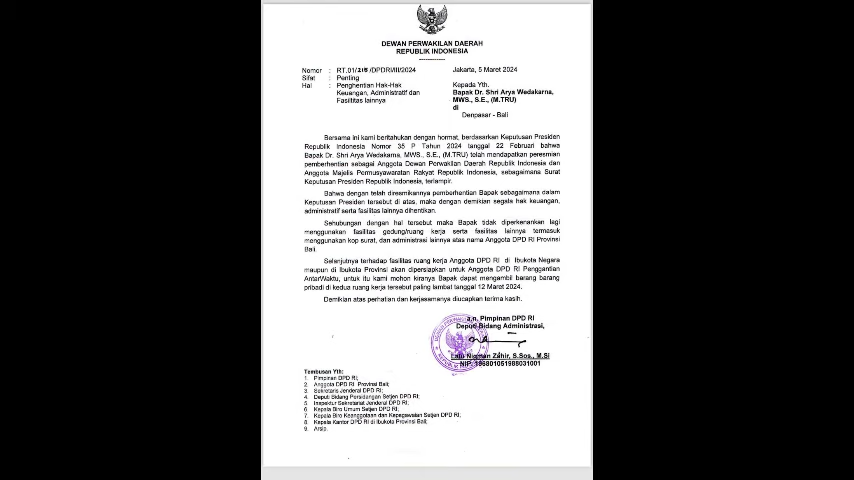 DEWAN PERWAKILAN DAERAH
REPUBLIK INDONESIA
Nomor : RT.01/215/DPDRI/III/2024 Jakarta, 5 Maret 2024
Sifat : Penting
Hal : Penghentian Hak-Hak Kepada Yth.
Keuangan, Administratif dan Bapak Dr. Shri Arya Wedakarna,
Fasilitas lainnya MWS., S.E., (M.TRU)
di
Denpasar - Bali
Bersama ini kami beritahukan dengan hormat, berdasarkan Keputusan Presiden
Republik Indonesia Nomor 35 P Tahun 2024 tanggal 22 Februari bahwa
Bapak Dr. Shri Arya Wedakarna, MWS., S.E., (M.TRU) telah mendapatkan peresmian
pemberhentian sebagai Anggota Dewan Perwakilan Daerah Republik Indonesia dan
Anggota Majelis Permusyawaratan Rakyat Republik Indonesia, sebagaimana Surat
Keputusan Presiden Republik Indonesia, terlampir.
Bahwa dengan telah diresmikannya pemberhentian Bapak sebagaimana dalam
Keputusan Presiden tersebut di atas, maka dengan demikian segala hak keuangan,
administratif serta fasilitas lainnya dihentikan.
Sehubungan dengan hal tersebut maka Bapak tidak diperkenankan lagi
menggunakan fasilitas gedung/ruang kerja serta fasilitas lainnya termasuk
menggunakan kop surat, dan administrasi lainnya atas nama Anggota DPD RI Provinsi
Bali.
Selanjutnya terhadap fasilitas ruang kerja Anggota DPD RI di Ibukota Negara
maupun di Ibukota Provinsi akan dipersiapkan untuk Anggota DPD RI Penggantian
AntarWaktu, untuk itu kami mohon kiranya Bapak dapat mengambil barang barang
pribadi di kedua ruang kerja tersebut paling lambat tanggal 12 Maret 2024.
Demikian atas perhatian dan kerjasamanya diucapkan terima kasih.
a.n. Pimpinan DPD RI
Deputi Bidang Administrasi,
Lalu Niqman Zahir, S.Sos., M.Si
NIP. 196801051988031001
Tembusan Yth:
1. Pimpinan DPD RI;
2. Anggota DPD RI Provinsi Bali;
3. Sekretaris Jenderal DPD RI;
4. Deputi Bidang Persidangan Setjen DPD RI;
5. Inspektur Sekretariat Jenderal DPD RI;
6. Kepala Biro Umum Setjen DPD RI;
7. Kepala Biro Keanggotaan dan Kepegawaian Setjen DPD RI;
8. Kepala Kantor DPD RI di Ibukota Provinsi Bali;
9. Arsip.